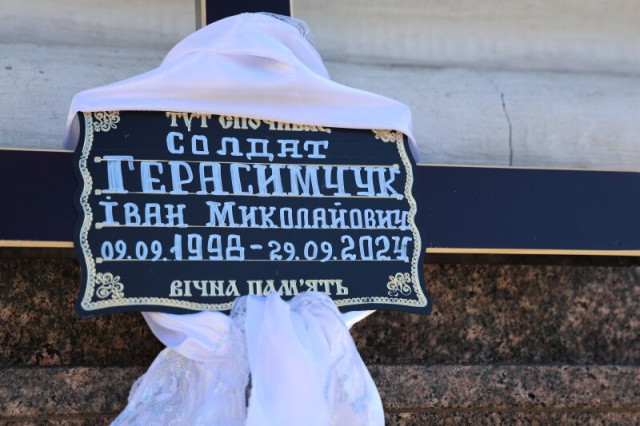 ТУТ СПОЧИВАЄ
СОЛДАТ
ГЕРАСИМЧУК
ІВАН МИКОЛАЙОВИЧ
09.09.1998-29.09.2024
ВІЧНА ПАМ'ЯТЬ